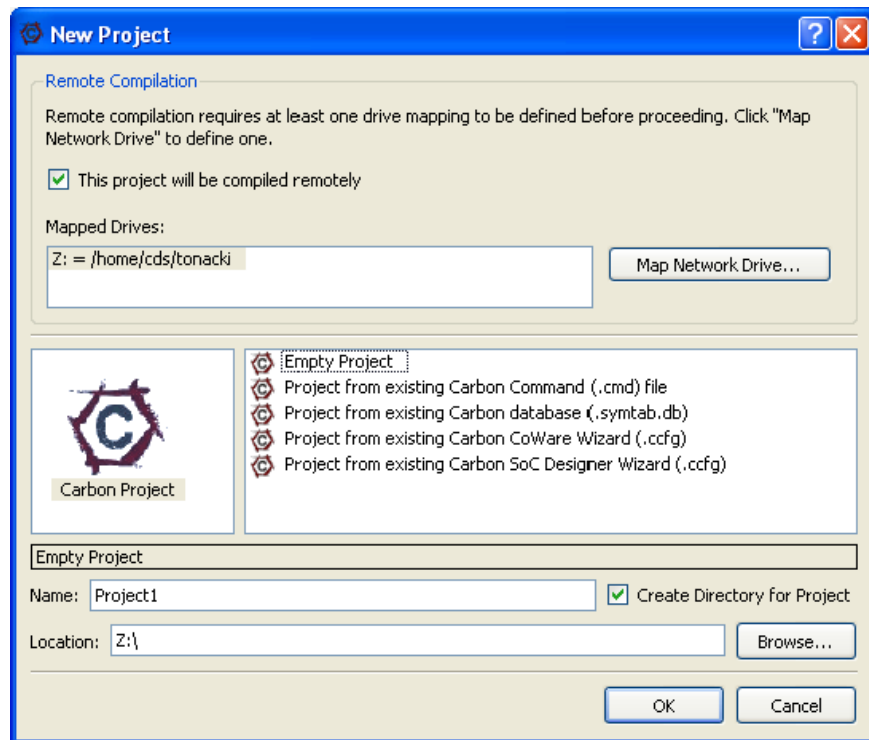 New Project
Remote Compilation
Remote compilation requires at least one drive mapping to be defined before proceeding. Click "Map
Network Drive" to define one.
This project will be compiled remotely
Mapped Drives:
Z: = /home/cds/tonacki
Map Network Drive...
C
Carbon Project
Empty Project
Project from existing Carbon Command (.cmd) file
Project from existing Carbon database (.symtab.db)
Project from existing Carbon CoWare Wizard (.ccfg)
Project from existing Carbon SoC Designer Wizard (.ccfg)
Empty Project
Name: Project1
Create Directory for Project
Location: Z:\
Browse...
OK
Cancel